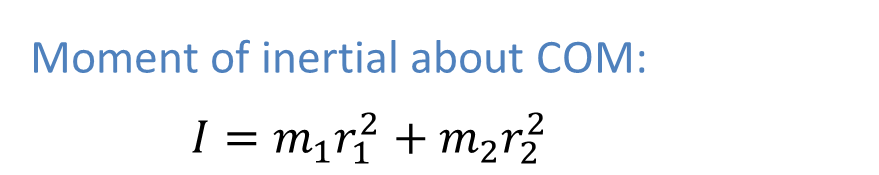 Moment of inertial about COM:
I = m₁r₁² + m₂r₂²